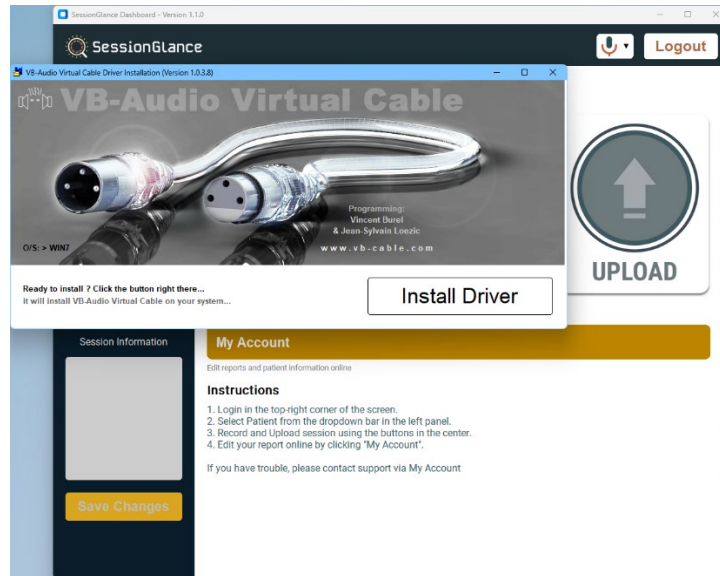 SessionGlance Dashboard - Version 1.1.0
SessionGlance
Logout
VB-Audio Virtual Cable Driver Installation (Version 1.0.3.8)
VB-Audio Virtual Cable
Programming:
Vincent Burel
& Jean-Sylvain Loezic
www.vb-cable.com
O/S: > WIN7
Ready to install ? Click the button right there...
it will install VB-Audio Virtual Cable on your system...
Install Driver
UPLOAD
Session Information
Save Changes
My Account
Edit reports and patient information online
Instructions
1. Login in the top-right corner of the screen.
2. Select Patient from the dropdown bar in the left panel.
3. Record and Upload session using the buttons in the center.
4. Edit your report online by clicking "My Account".
If you have trouble, please contact support via My Account